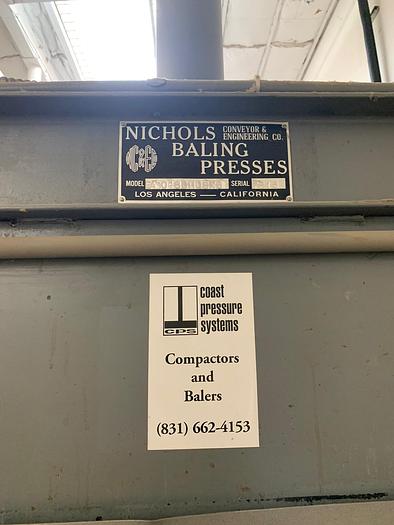 NICHOLS CONVEYOR & ENGINEERING CO.
BALING
PRESSES
MODEL SERIAL
LOS ANGELES — CALIFORNIA
coast
pressure
systems
CPS
Compactors
and
Balers
(831) 662-4153